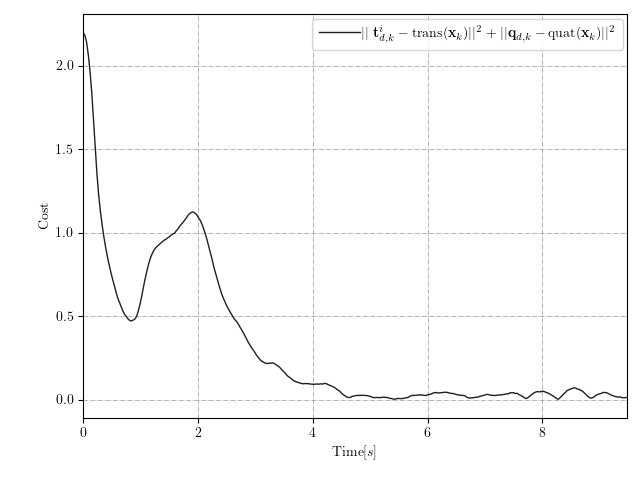 || t^i_{d,k} − trans(x_k)||^2 + ||q_{d,k} − quat(x_k)||^2
2.0
1.5
1.0
0.5
0.0
Cost
0 2 4 6 8
Time[s]